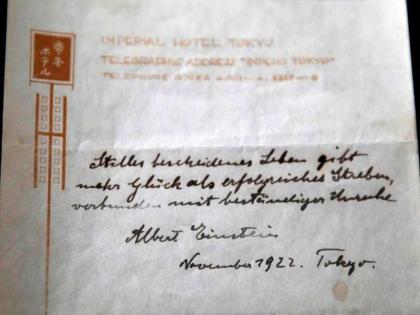 帝国
ホテル
IMPERIAL HOTEL TOKYO
TELEGRAPHIC ADDRESS "IMPEHO TOKYO"
TELEPHONE GINZA
Stilles bescheidenes Leben gibt
mehr Glück als erfolgreiches Streben,
verbunden mit beständiger Unruhe
Albert Einstein
November 1922. Tokyo.